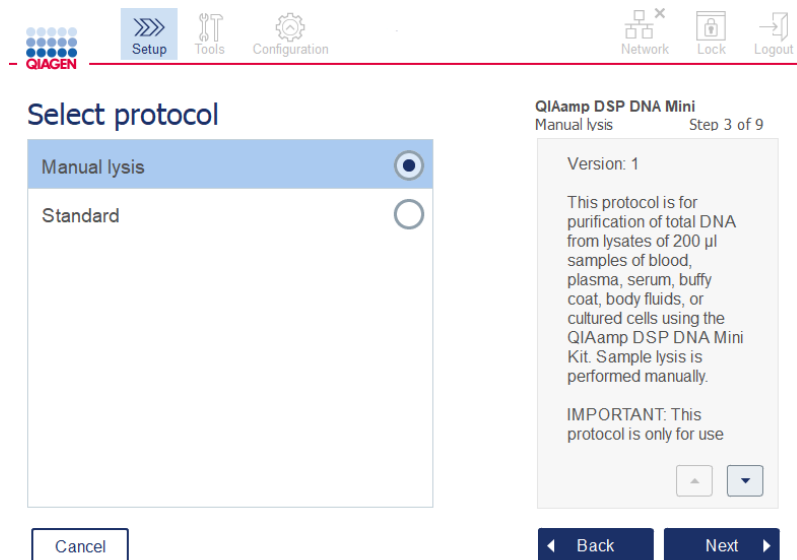 Setup
Tools
Configuration
Network
Lock
Logout
QIAGEN
Select protocol
Manual lysis
Standard
QIAamp DSP DNA Mini
Manual lysis Step 3 of 9
Version: 1
This protocol is for
purification of total DNA
from lysates of 200 µl
samples of blood,
plasma, serum, buffy
coat, body fluids, or
cultured cells using the
QIAamp DSP DNA Mini
Kit. Sample lysis is
performed manually.
IMPORTANT: This
protocol is only for use
Cancel
Back
Next